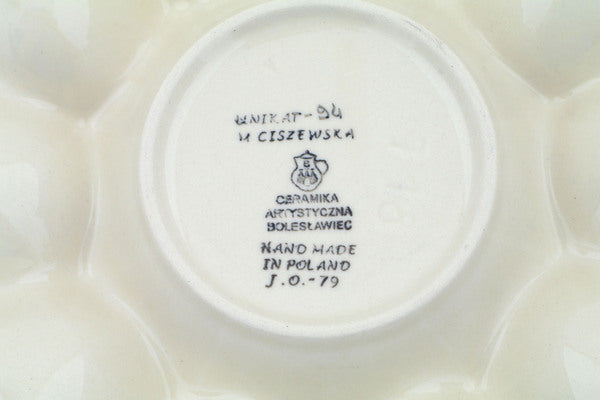 UNIKAT-94
M CISZEWSKA
B
CERAMIKA
ARTYSTYCZNA
BOLESŁAWIEC
HAND MADE
IN POLAND
J.O.-79